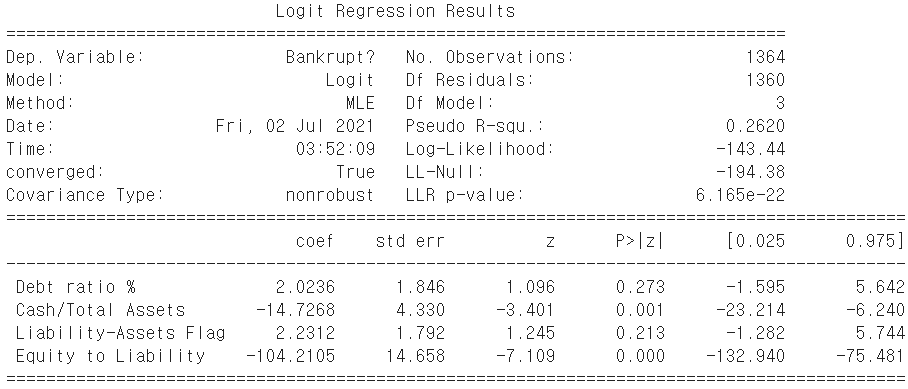 Logit Regression Results
==============================================================================
Dep. Variable: Bankrupt? No. Observations: 1364
Model: Logit Df Residuals: 1360
Method: MLE Df Model: 3
Date: Fri, 02 Jul 2021 Pseudo R-squ.: 0.2620
Time: 03:52:09 Log-Likelihood: -143.44
converged: True LL-Null: -194.38
Covariance Type: nonrobust LLR p-value: 6.165e-22
==========================================================================================
coef std err z P>|z| [0.025 0.975]
------------------------------------------------------------------------------------------
Debt ratio % 2.0236 1.846 1.096 0.273 -1.595 5.642
Cash/Total Assets -14.7268 4.330 -3.401 0.001 -23.214 -6.240
Liability-Assets Flag 2.2312 1.792 1.245 0.213 -1.282 5.744
Equity to Liability -104.2105 14.658 -7.109 0.000 -132.940 -75.481
==========================================================================================